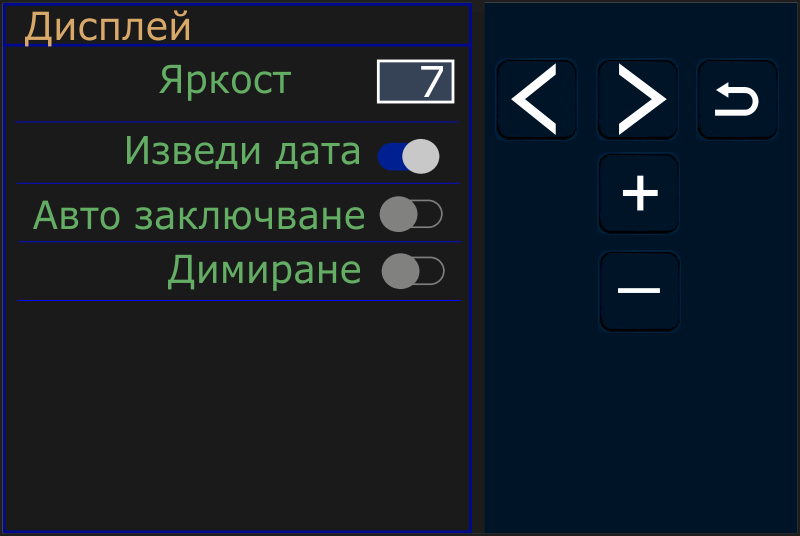 Дисплей
Яркост 7
Изведи дата
Авто заключване
Димиране